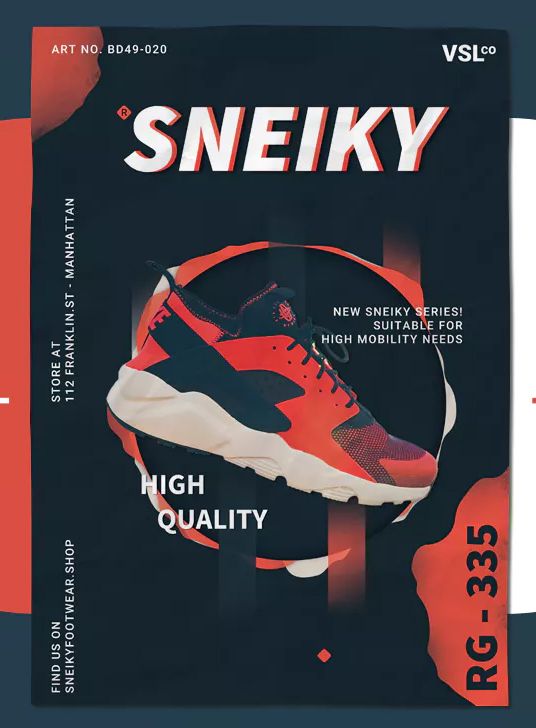 ART NO. BD49-020
VSLco
®
SNEIKY
STORE AT
112 FRANKLIN.ST - MANHATTAN
NEW SNEIKY SERIES!
SUITABLE FOR
HIGH MOBILITY NEEDS
HIGH
QUALITY
FIND US ON
SNEIKYFOOTWEAR.SHOP
RG - 335